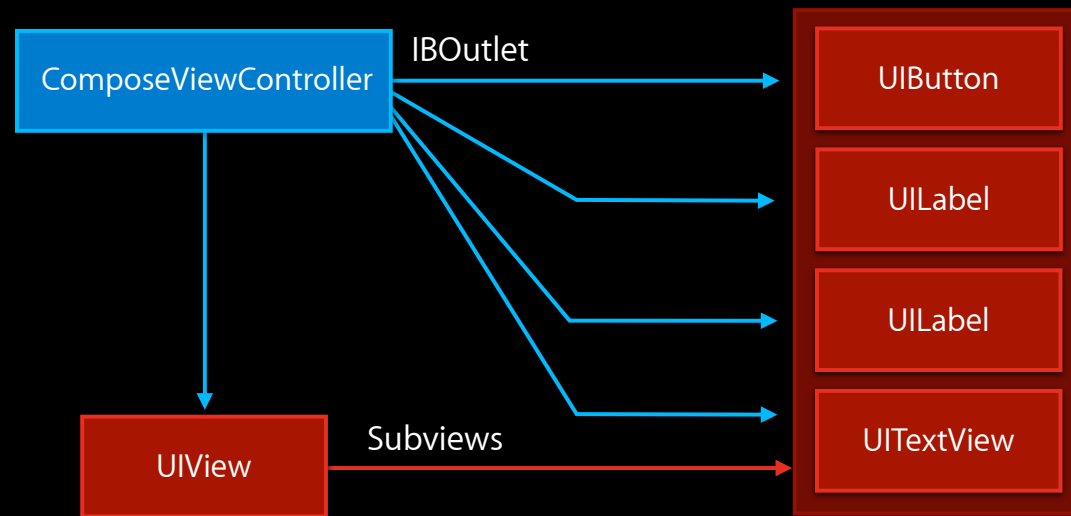 IBOutlet
ComposeViewController
UIButton
UILabel
UILabel
UITextView
Subviews
UIView